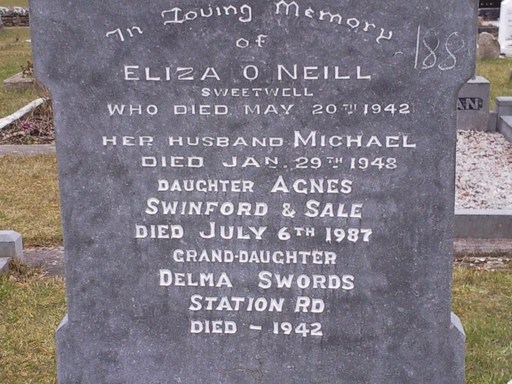 In Loving Memory
of
188
ELIZA O NEILL
SWEETWELL
WHO DIED MAY 20TH 1942
HER HUSBAND MICHAEL
DIED JAN. 29TH 1948
DAUGHTER AGNES
SWINFORD & SALE
DIED JULY 6TH 1987
GRAND-DAUGHTER
DELMA SWORDS
STATION RD
DIED - 1942